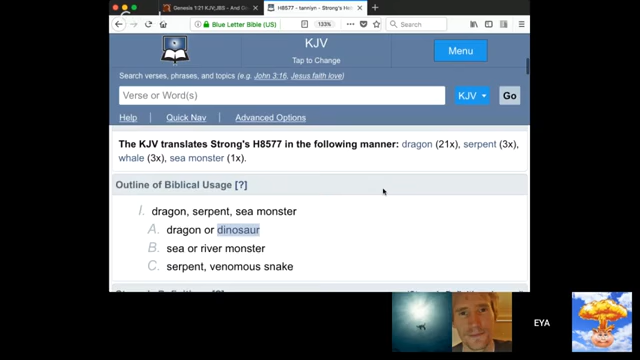 Genesis 1:21 KJV;JBS - And Go
H8577 - tanniyn - Strong's He
Blue Letter Bible (US)
133%
Search
KJV
Tap to Change
Menu
Search verses, phrases, and topics (e.g. John 3:16, Jesus faith love)
Verse or Word(s)
KJV
Go
Help
Quick Nav
Advanced Options
The KJV translates Strong's H8577 in the following manner: dragon (21x), serpent (3x),
whale (3x), sea monster (1x).
Outline of Biblical Usage [?]
I. dragon, serpent, sea monster
A. dragon or dinosaur
B. sea or river monster
C. serpent, venomous snake
EYA